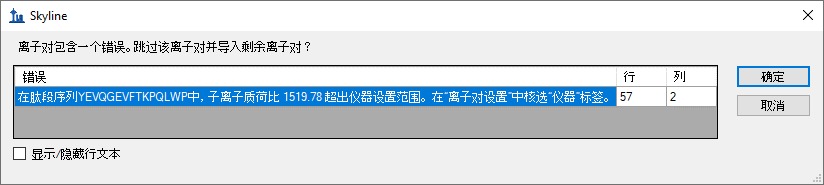 Skyline
离子对包含一个错误。跳过该离子对并导入剩余离子对？
错误 行 列
在肽段序列YEVQGEVFTKPQLWP中，子离子质荷比 1519.78 超出仪器设置范围。在"离子对设置"中核选"仪器"标签。 57 2
确定
取消
显示/隐藏行文本